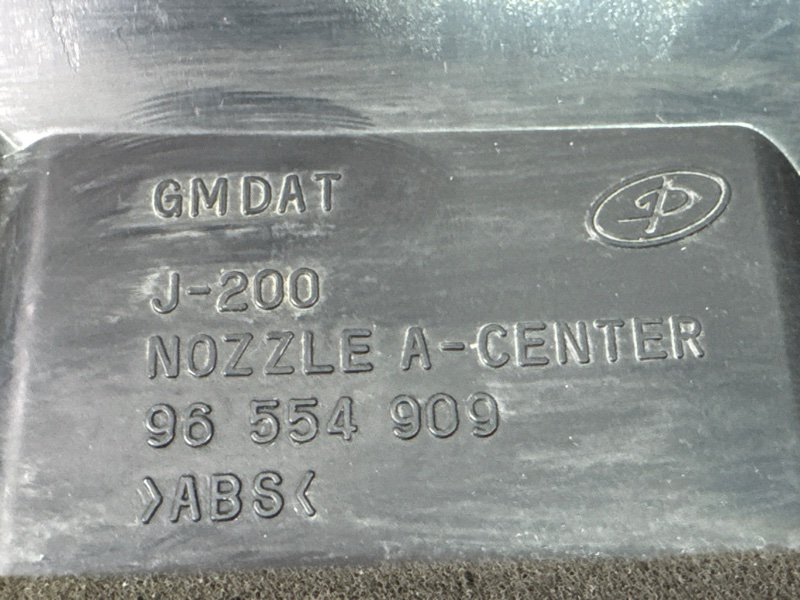 GMDAT
J-200
NOZZLE A-CENTER
96 554 909
>ABS<